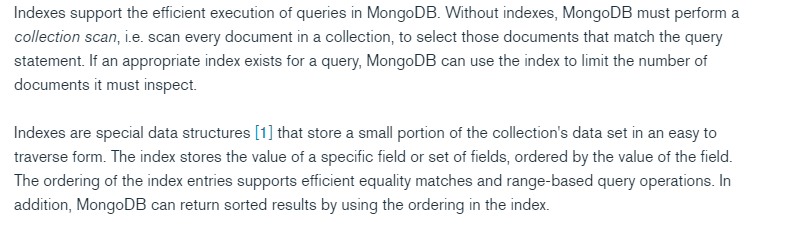 Indexes support the efficient execution of queries in MongoDB. Without indexes, MongoDB must perform a
collection scan, i.e. scan every document in a collection, to select those documents that match the query
statement. If an appropriate index exists for a query, MongoDB can use the index to limit the number of
documents it must inspect.
Indexes are special data structures [1] that store a small portion of the collection's data set in an easy to
traverse form. The index stores the value of a specific field or set of fields, ordered by the value of the field.
The ordering of the index entries supports efficient equality matches and range-based query operations. In
addition, MongoDB can return sorted results by using the ordering in the index.